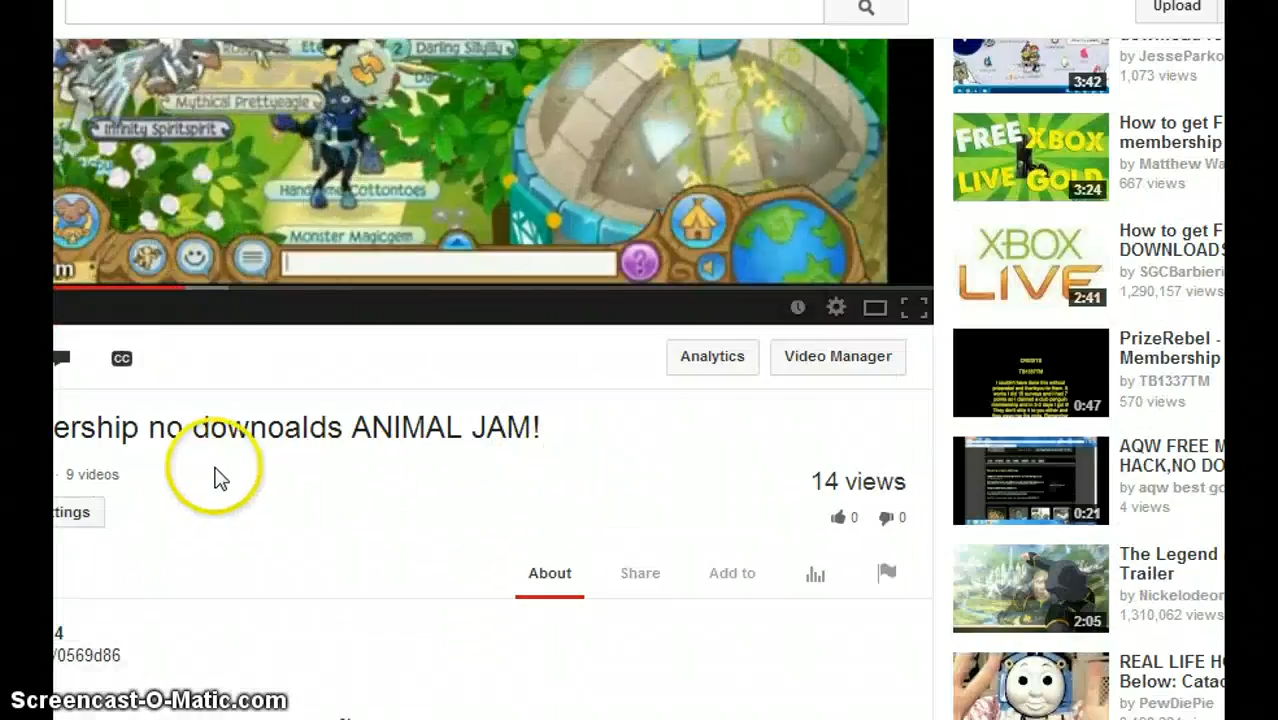 Upload
2 Darling Sillylily
Mythical Prettyeagle
Infinity Spiritspirit
Handsome Cottontoes
Monster Magicgem
?
CC
Analytics
Video Manager
ership no downoalds ANIMAL JAM!
· 9 videos
ttings
14 views
0 0
About
Share
Add to
4
/0569d86
Screencast-O-Matic.com
by JesseParko
1,073 views
3:42
FREE XBOX
LIVE GOLD
3:24
How to get F
membership
by Matthew Wa
667 views
XBOX
LIVE
2:41
How to get F
DOWNLOADS
by SGCBarbieri
1,290,157 views
0:47
PrizeRebel -
Membership
by TB1337TM
570 views
0:21
AQW FREE M
HACK,NO DO
by aqw best go
4 views
2:05
The Legend
Trailer
by Nickelodeon
1,310,062 views
REAL LIFE H
Below: Catac
by PewDiePie